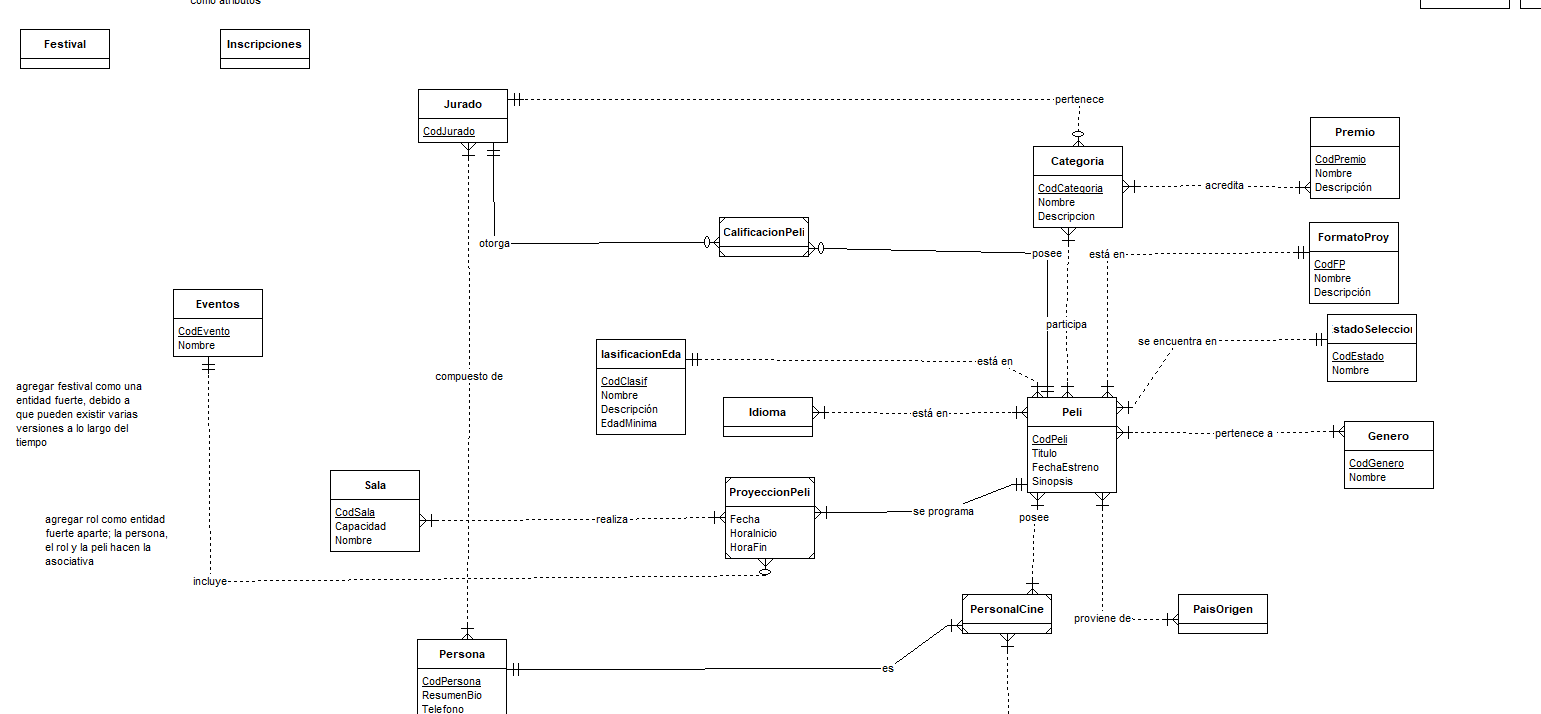 como atributos
Festival
Inscripciones
Jurado
CodJurado
pertenece
Premio
CodPremio
Nombre
Descripción
Categoria
CodCategoria
Nombre
Descripcion
acredita
otorga
CalificacionPeli
posee
está en
FormatoProy
CodFP
Nombre
Descripción
Eventos
CodEvento
Nombre
participa
stadoSeleccio
CodEstado
Nombre
se encuentra en
lasificacionEda
CodClasif
Nombre
Descripción
EdadMinima
está en
compuesto de
agregar festival como una
entidad fuerte, debido a
que pueden existir varias
versiones a lo largo del
tiempo
Idioma
está en
Peli
CodPeli
Titulo
FechaEstreno
Sinopsis
pertenece a
Genero
CodGenero
Nombre
Sala
CodSala
Capacidad
Nombre
realiza
ProyeccionPeli
Fecha
HoraInicio
HoraFin
se programa
posee
agregar rol como entidad
fuerte aparte; la persona,
el rol y la peli hacen la
asociativa
incluye
PersonalCine
proviene de
PaisOrigen
Persona
CodPersona
ResumenBio
Telefono
es